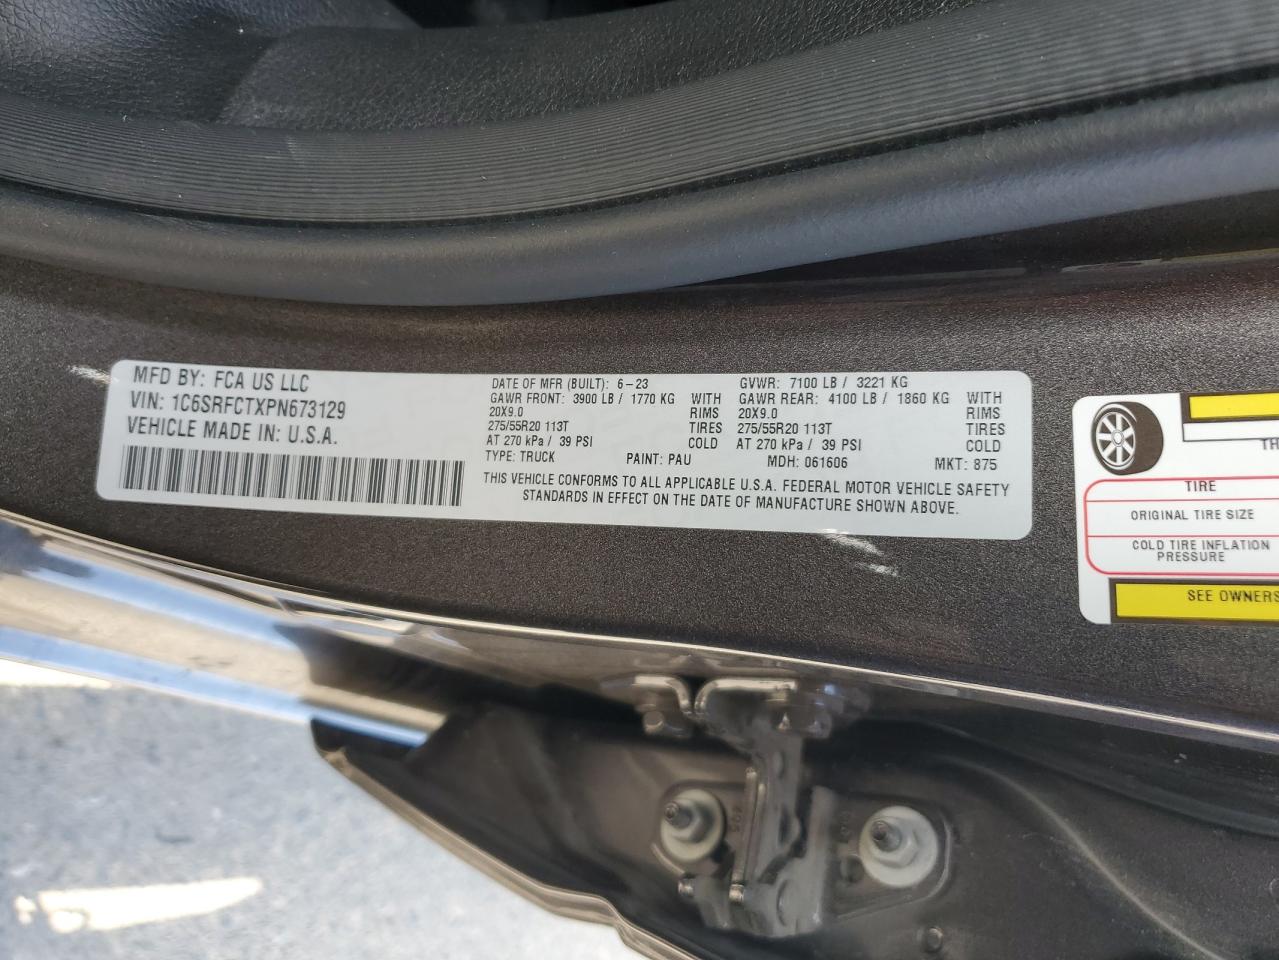 MFD BY: FCA US LLC
VIN: 1C6SRFCTXPN673129
VEHICLE MADE IN: U.S.A.
DATE OF MFR (BUILT): 6-23
GAWR FRONT: 3900 LB / 1770 KG WITH
20X9.0 RIMS
275/55R20 113T TIRES
AT 270 kPa / 39 PSI COLD
TYPE: TRUCK PAINT: PAU
GVWR: 7100 LB / 3221 KG
GAWR REAR: 4100 LB / 1860 KG WITH
20X9.0 RIMS
275/55R20 113T TIRES
AT 270 kPa / 39 PSI COLD
MDH: 061606 MKT: 875
THIS VEHICLE CONFORMS TO ALL APPLICABLE U.S.A. FEDERAL MOTOR VEHICLE SAFETY
STANDARDS IN EFFECT ON THE DATE OF MANUFACTURE SHOWN ABOVE.
TH
TIRE
ORIGINAL TIRE SIZE
COLD TIRE INFLATION
PRESSURE
SEE OWNERS